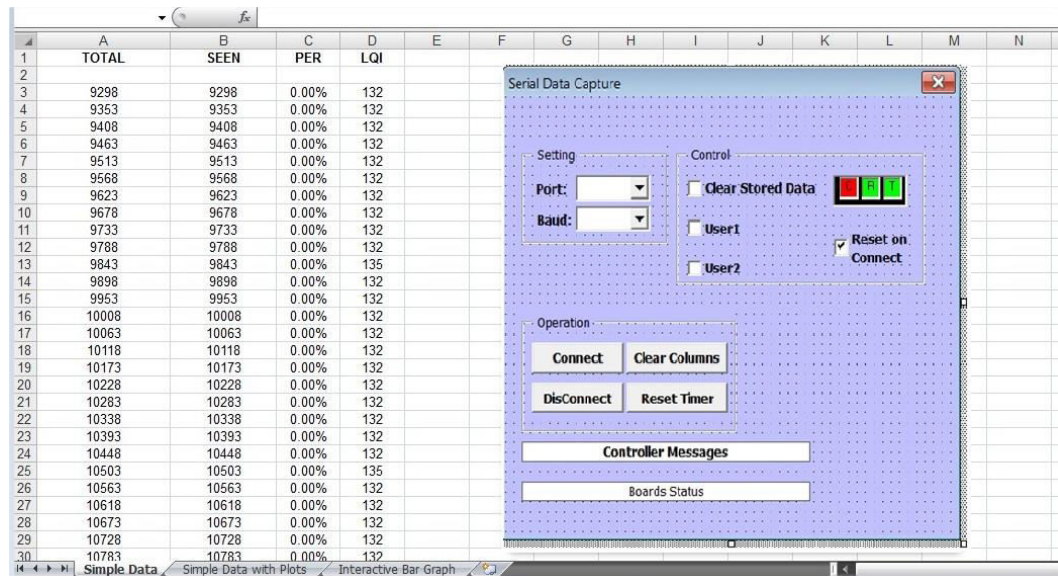 fx
A B C D E F G H I J K L M N
1 TOTAL SEEN PER LQI
2
3 9298 9298 0.00% 132
4 9353 9353 0.00% 132
5 9408 9408 0.00% 132
6 9463 9463 0.00% 132
7 9513 9513 0.00% 132
8 9568 9568 0.00% 132
9 9623 9623 0.00% 132
10 9678 9678 0.00% 132
11 9733 9733 0.00% 132
12 9788 9788 0.00% 132
13 9843 9843 0.00% 135
14 9898 9898 0.00% 132
15 9953 9953 0.00% 132
16 10008 10008 0.00% 132
17 10063 10063 0.00% 132
18 10118 10118 0.00% 132
19 10173 10173 0.00% 132
20 10228 10228 0.00% 132
21 10283 10283 0.00% 132
22 10338 10338 0.00% 132
23 10393 10393 0.00% 132
24 10448 10448 0.00% 132
25 10503 10503 0.00% 135
26 10563 10563 0.00% 132
27 10618 10618 0.00% 132
28 10673 10673 0.00% 132
29 10728 10728 0.00% 132
30 10783 10783 0.00% 132
Serial Data Capture
Setting
Port:
Baud:
Control
Clear Stored Data
C R T
User1
Reset on
Connect
User2
Operation
Connect Clear Columns
DisConnect Reset Timer
Controller Messages
Boards Status
Simple Data Simple Data with Plots Interactive Bar Graph